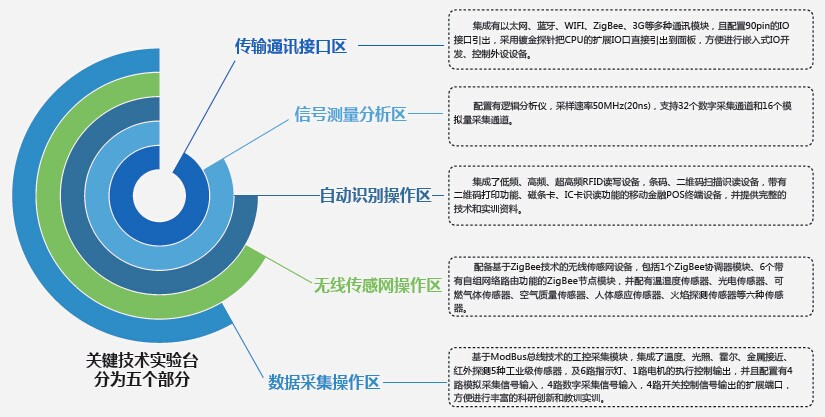 传输通讯接口区
集成有以太网、蓝牙、WIFI、ZigBee、3G等多种通讯模块，且配置90pin的IO
接口引出，采用镀金探针把CPU的扩展IO口直接引出到面板，方便进行嵌入式IO开
发、控制外设设备。
信号测量分析区
配置有逻辑分析仪，采样速率50MHz(20ns)，支持32个数字采集通道和16个模
拟量采集通道。
自动识别操作区
集成了低频、高频、超高频RFID读写设备，条码、二维码扫描识读设备，带有
二维码打印功能、磁条卡、IC卡识读功能的移动金融POS终端设备，并提供完整的
技术和实训资料。
无线传感网操作区
配备基于ZigBee技术的无线传感网设备，包括1个ZigBee协调器模块、6个带
有自组网络路由功能的ZigBee节点模块，并配有温湿度传感器、光电传感器、可
燃气体传感器、空气质量传感器、人体感应传感器、火焰探测传感器等六种传感
器。
数据采集操作区
基于ModBus总线技术的工控采集模块，集成了温度、光照、霍尔、金属接近、
红外探测5种工业级传感器，及6路指示灯、1路电机的执行控制输出，并且配置有4
路模拟采集信号输入，4路数字采集信号输入，4路开关控制信号输出的扩展端口，
方便进行丰富的科研创新和教训实训。
关键技术实验台
分为五个部分